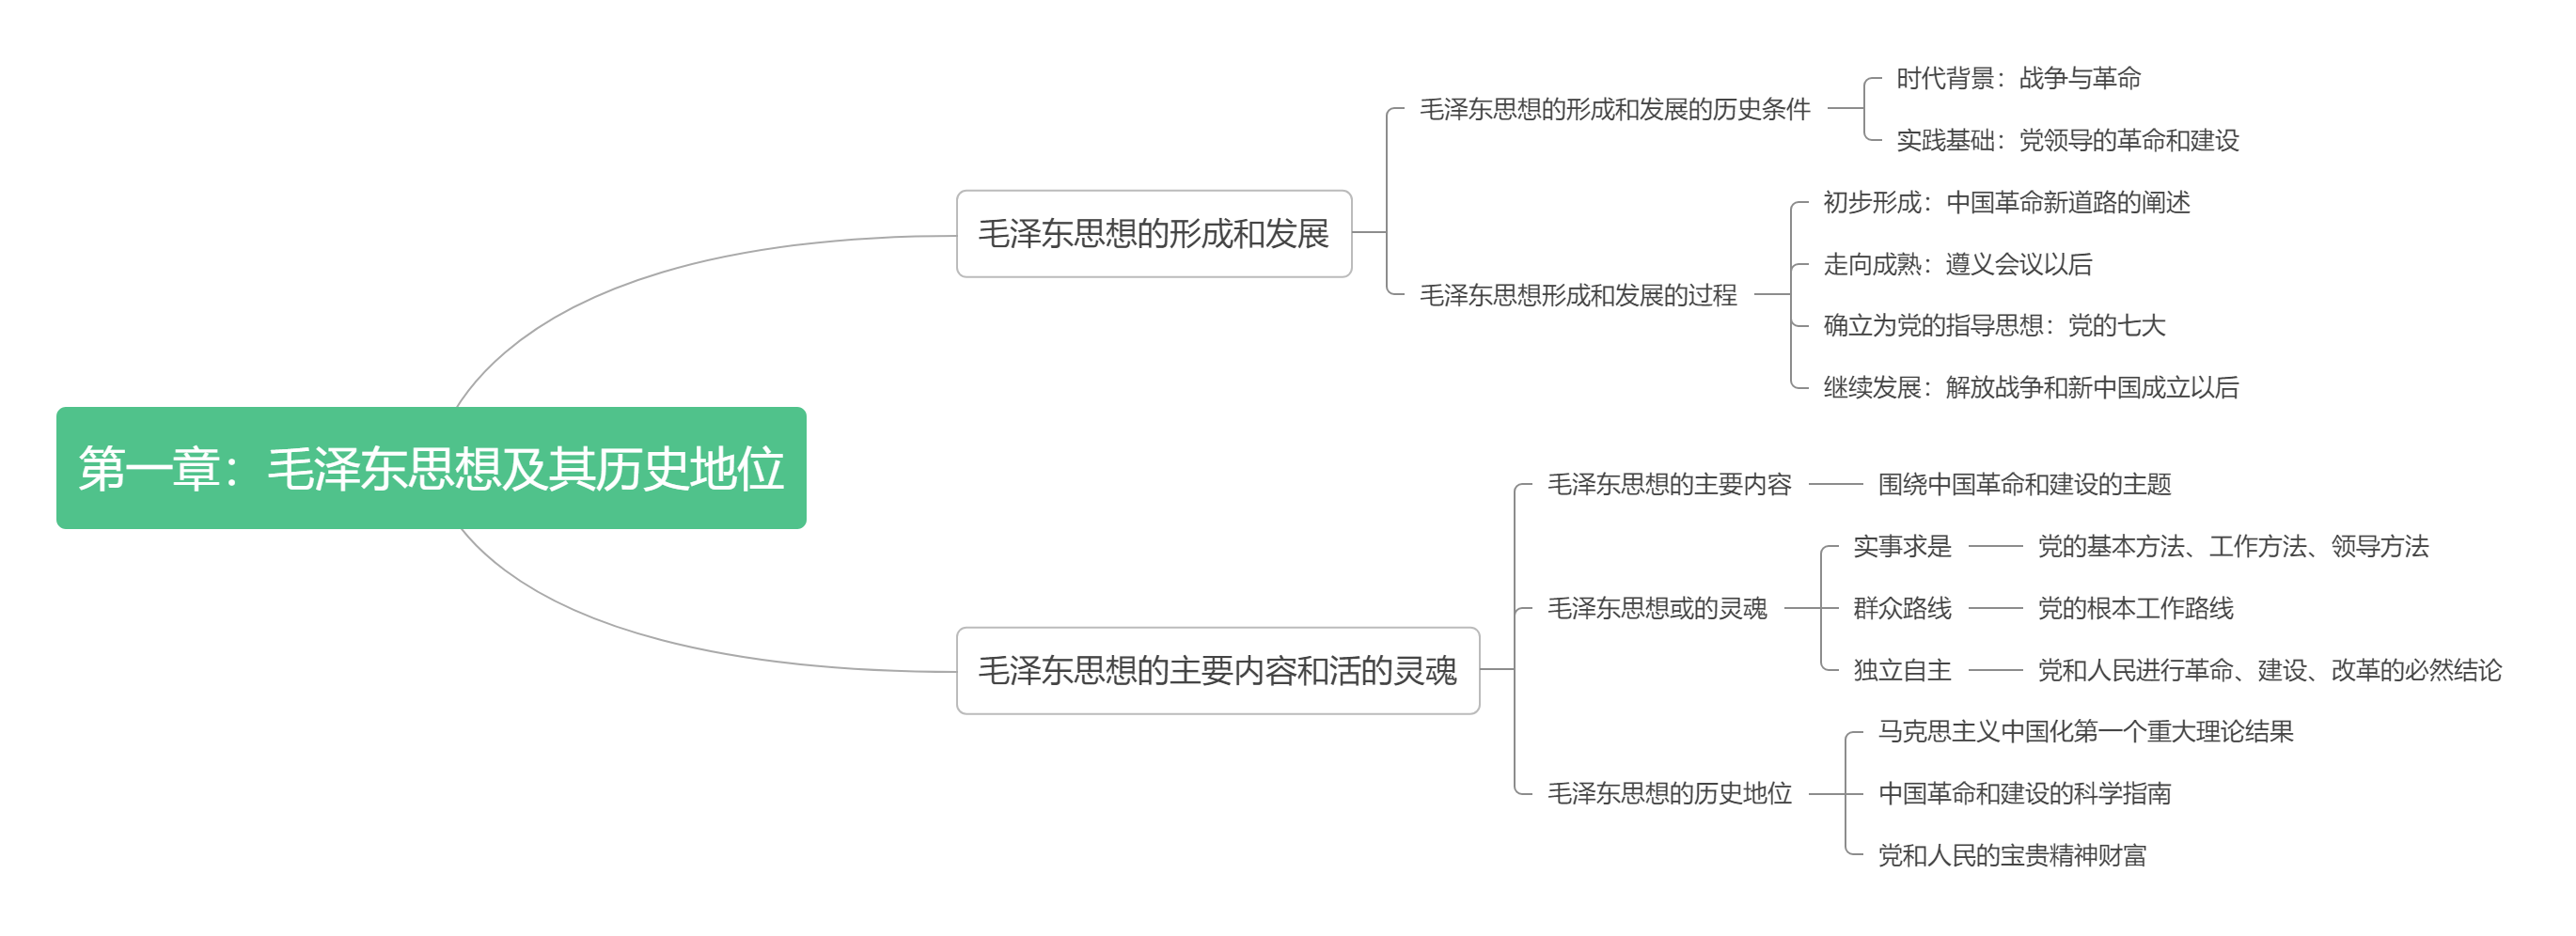 第一章：毛泽东思想及其历史地位
毛泽东思想的形成和发展
毛泽东思想的形成和发展的历史条件
时代背景：战争与革命
实践基础：党领导的革命和建设
毛泽东思想形成和发展的过程
初步形成：中国革命新道路的阐述
走向成熟：遵义会议以后
确立为党的指导思想：党的七大
继续发展：解放战争和新中国成立以后
毛泽东思想的主要内容和活的灵魂
毛泽东思想的主要内容
围绕中国革命和建设的主题
毛泽东思想或的灵魂
实事求是
党的基本方法、工作方法、领导方法
群众路线
党的根本工作路线
独立自主
党和人民进行革命、建设、改革的必然结论
毛泽东思想的历史地位
马克思主义中国化第一个重大理论结果
中国革命和建设的科学指南
党和人民的宝贵精神财富